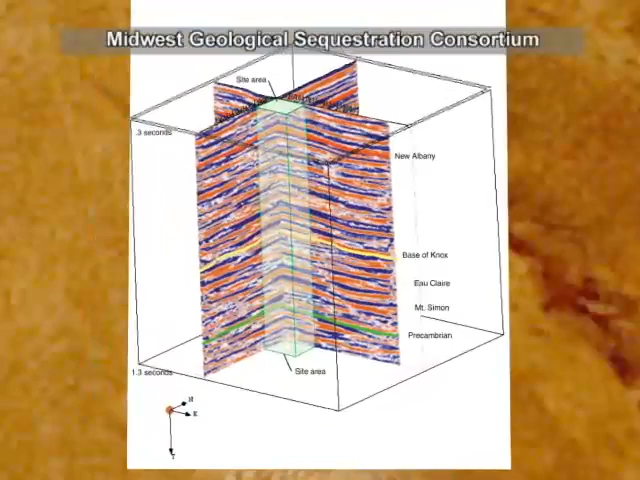 Midwest Geological Sequestration Consortium
Site area
.3 seconds
New Albany
Base of Knox
Eau Claire
Mt. Simon
Precambrian
1.3 seconds
Site area
E
T